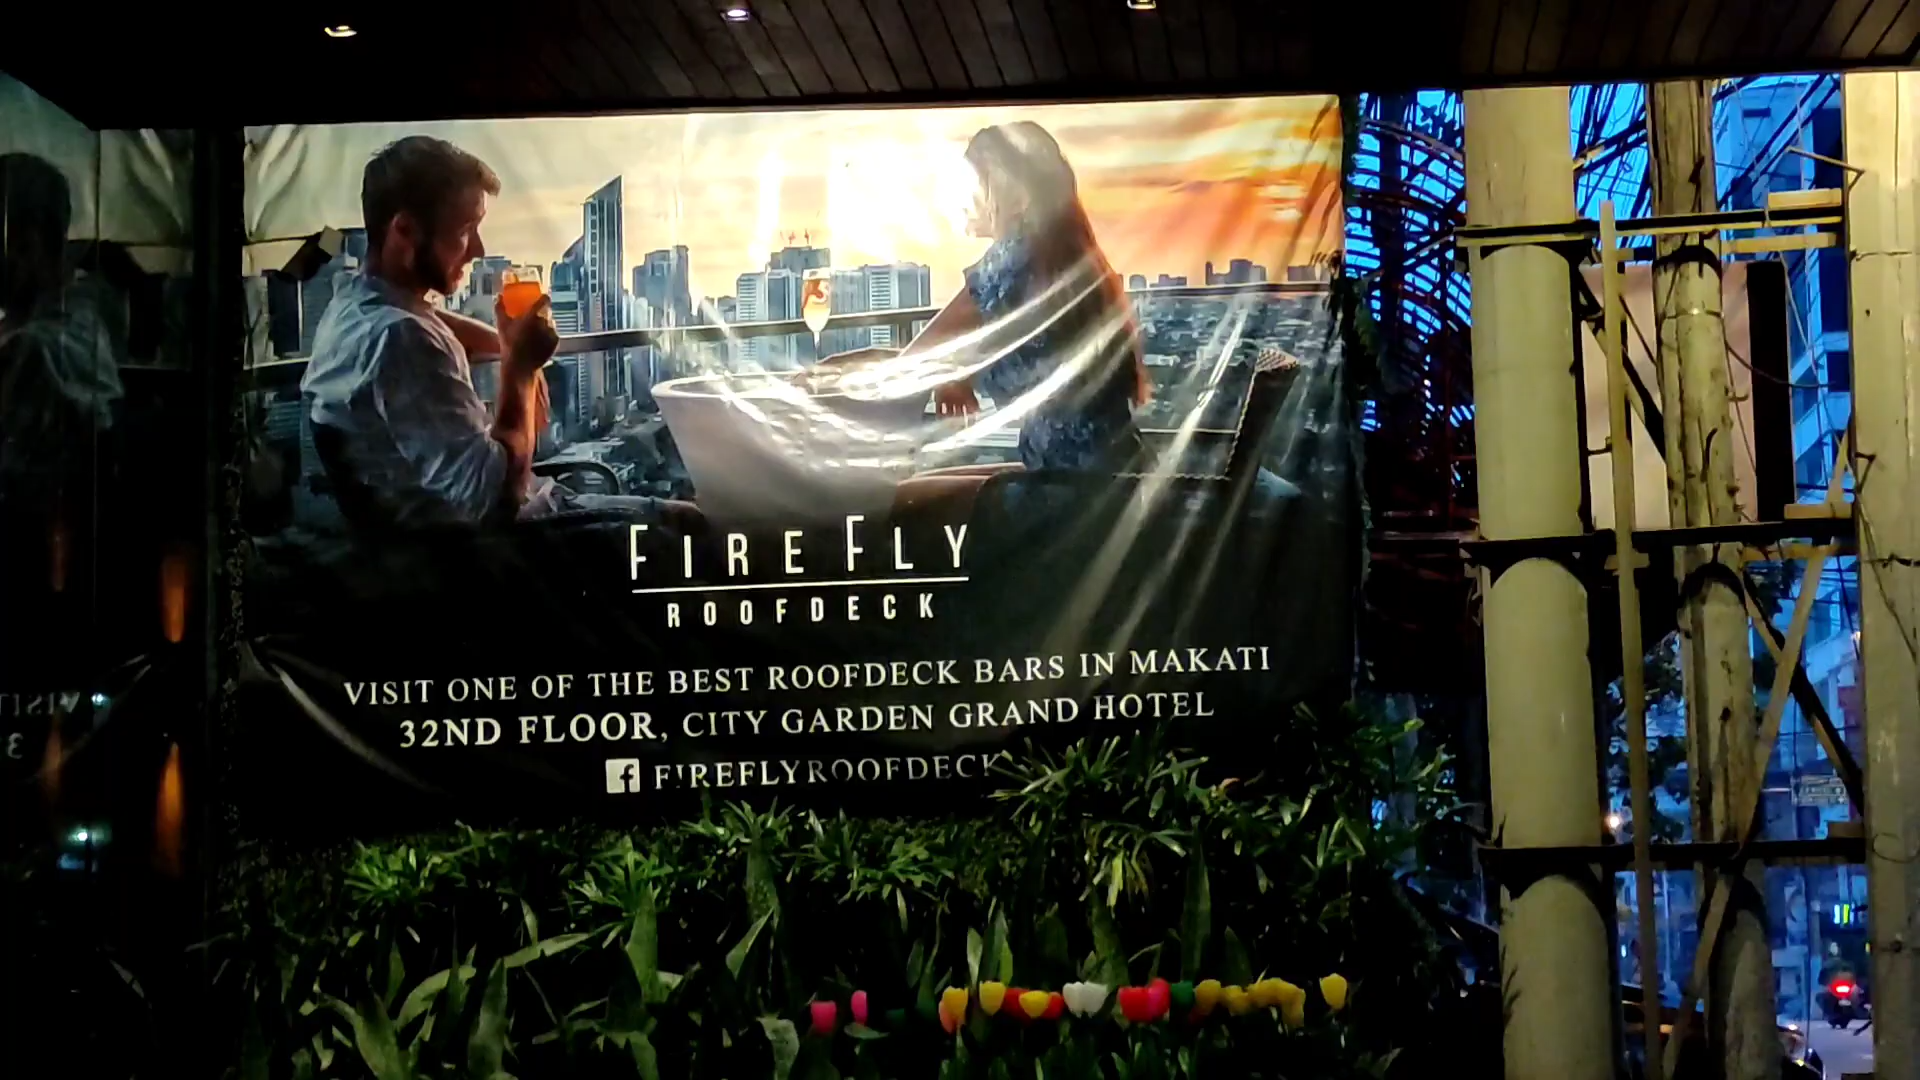 FIREFLY
ROOFDECK
VISIT ONE OF THE BEST ROOFDECK BARS IN MAKATI
32ND FLOOR, CITY GARDEN GRAND HOTEL
FIREFLYROOFDECK